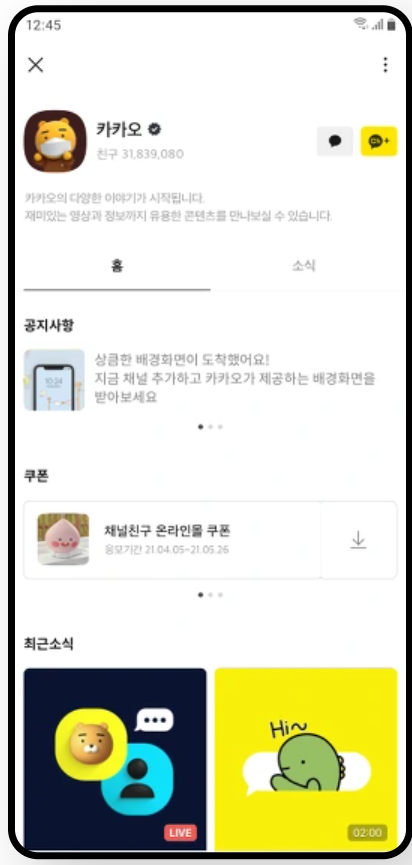 12:45
카카오
친구 31,839,080
Ch+
카카오의 다양한 이야기가 시작됩니다.
재미있는 영상과 정보까지 유용한 콘텐츠를 만나보실 수 있습니다.
홈 소식
공지사항
10:24
상큼한 배경화면이 도착했어요!
지금 채널 추가하고 카카오가 제공하는 배경화면을
받아보세요
쿠폰
채널친구 온라인몰 쿠폰
응모기간 21.04.05~21.05.26
최근소식
Hi~
LIVE
02:00